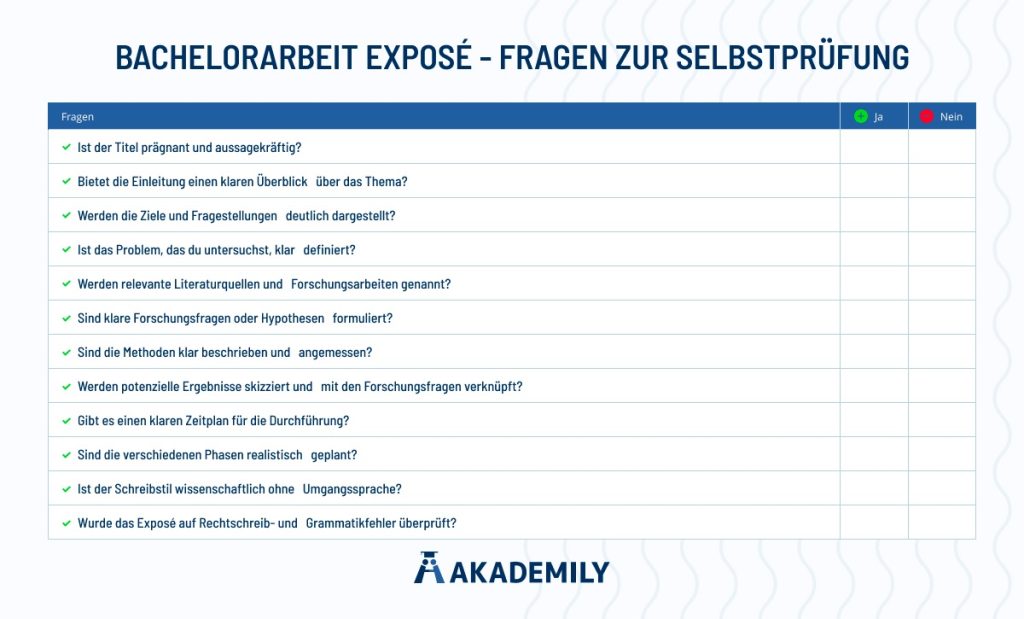 BACHELORARBEIT EXPOSÉ - FRAGEN ZUR SELBSTPRÜFUNG
Fragen Ja Nein
Ist der Titel prägnant und aussagekräftig?
Bietet die Einleitung einen klaren Überblick über das Thema?
Werden die Ziele und Fragestellungen deutlich dargestellt?
Ist das Problem, das du untersuchst, klar definiert?
Werden relevante Literaturquellen und Forschungsarbeiten genannt?
Sind klare Forschungsfragen oder Hypothesen formuliert?
Sind die Methoden klar beschrieben und angemessen?
Werden potenzielle Ergebnisse skizziert und mit den Forschungsfragen verknüpft?
Gibt es einen klaren Zeitplan für die Durchführung?
Sind die verschiedenen Phasen realistisch geplant?
Ist der Schreibstil wissenschaftlich ohne Umgangssprache?
Wurde das Exposé auf Rechtschreib- und Grammatikfehler überprüft?
AKADEMILY